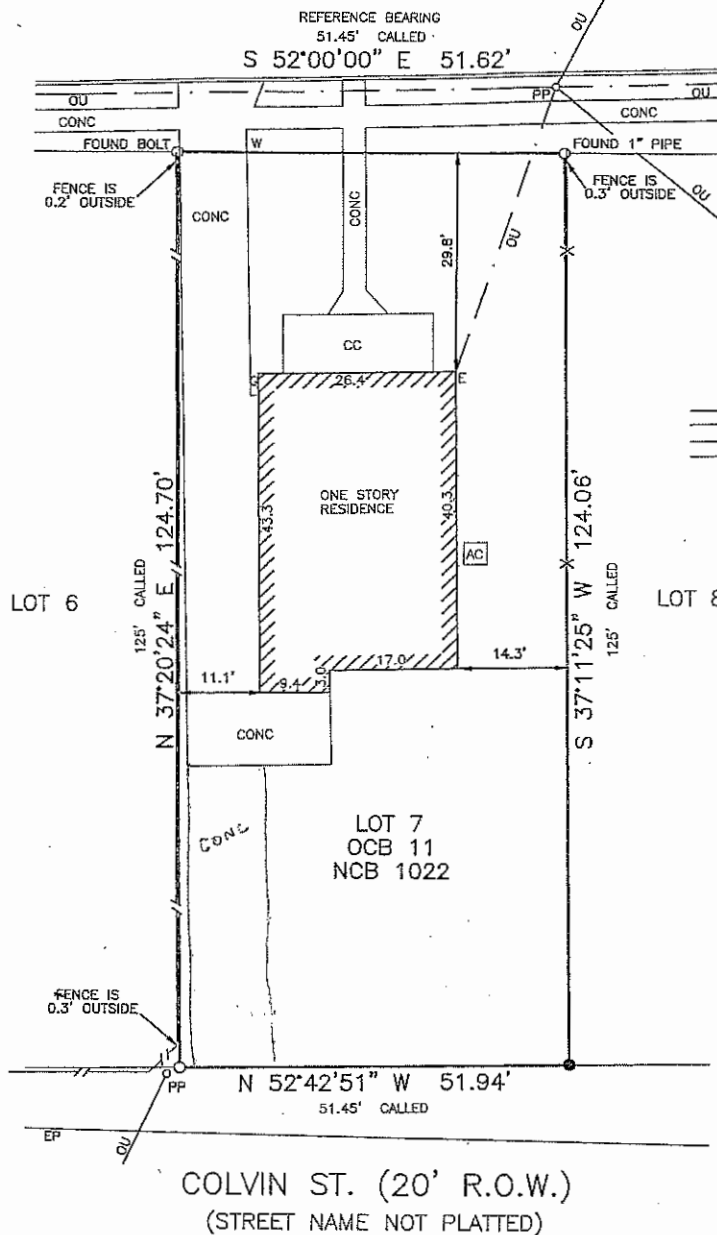 REFERENCE BEARING
51.45' CALLED
S 52°00'00" E 51.62'
OU
OU
PP
OU
CONC
CONC
FOUND BOLT
W
FOUND 1" PIPE
FENCE IS
0.2' OUTSIDE
FENCE IS
0.3' OUTSIDE
OU
CONC
CONC
29.8'
OU
CC
G
26.4'
E
ONE STORY
RESIDENCE
43.3
40.3
AC
N 37°20'24" E 124.70'
125' CALLED
S 37°11'25" W 124.06'
125' CALLED
LOT 6
LOT 8
11.1'
9.4
3.0
17.0
14.3'
CONC
CONC
LOT 7
OCB 11
NCB 1022
FENCE IS
0.3' OUTSIDE
PP
N 52°42'51" W 51.94'
51.45' CALLED
EP
OU
COLVIN ST. (20' R.O.W.)
(STREET NAME NOT PLATTED)